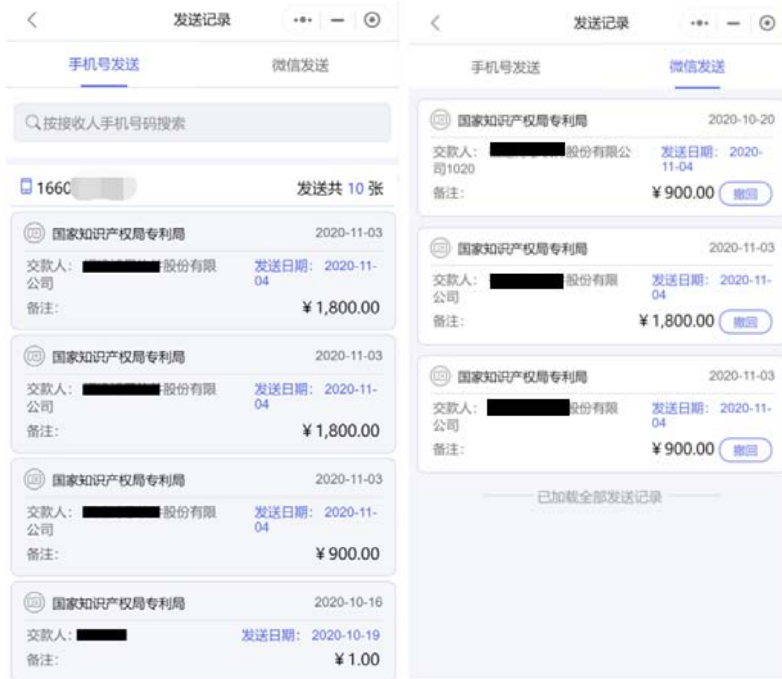 发送记录
手机号发送 微信发送
按接收人手机号码搜索
1660 发送共 10 张
国家知识产权局专利局 2020-11-03
交款人： 股份有限 发送日期： 2020-11-
公司 04
备注： ￥1,800.00
国家知识产权局专利局 2020-11-03
交款人： 股份有限 发送日期： 2020-11-
公司 04
备注： ￥1,800.00
国家知识产权局专利局 2020-11-03
交款人： 股份有限 发送日期： 2020-11-
公司 04
备注： ￥900.00
国家知识产权局专利局 2020-10-16
交款人： 发送日期： 2020-10-19
备注： ￥1.00
发送记录
手机号发送 微信发送
国家知识产权局专利局 2020-10-20
交款人： 股份有限公 发送日期： 2020-
司1020 11-04
备注： ￥900.00 撤回
国家知识产权局专利局 2020-11-03
交款人： 股份有限 发送日期： 2020-11-
公司 04
备注： ￥1,800.00 撤回
国家知识产权局专利局 2020-11-03
交款人： 股份有限 发送日期： 2020-11-
公司 04
备注： ￥900.00 撤回
已加载全部发送记录